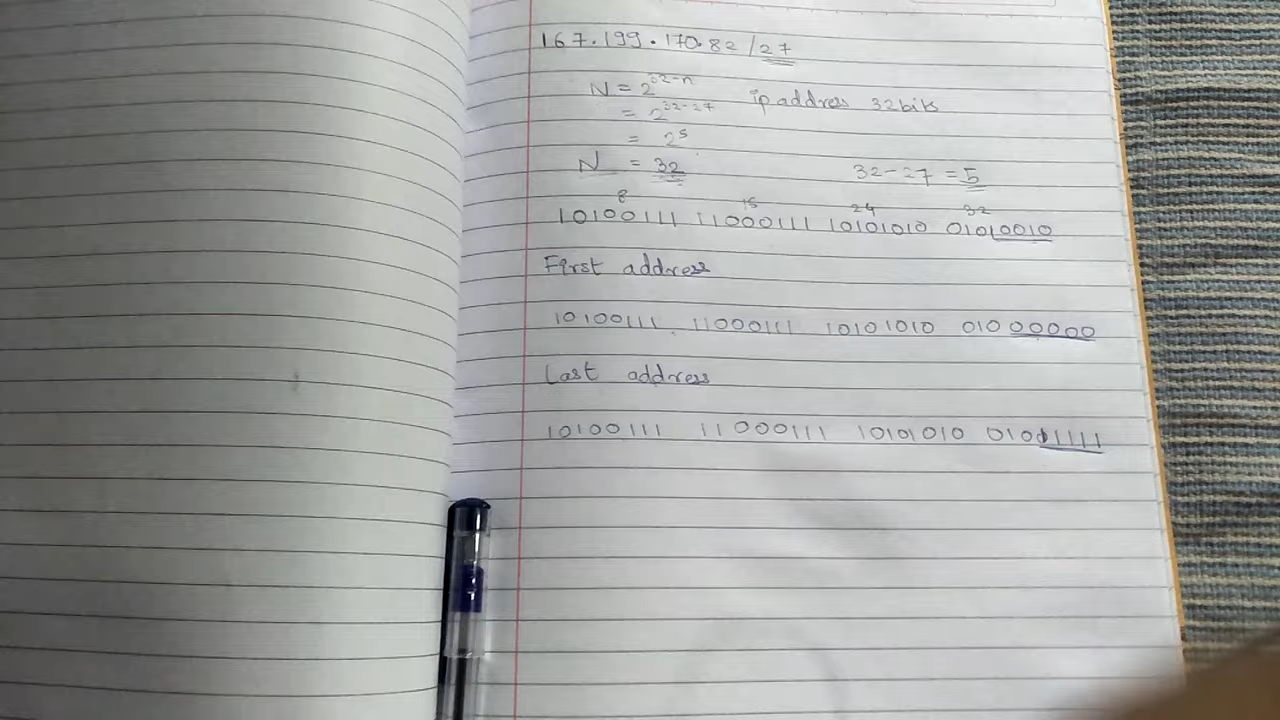 167.199.170.82/27
N = 2^32-n ip address 32 bits
= 2^32-27
= 2^5
N = 32 32-27 = 5
8 16 24 32
10100111 11000111 10101010 01010010
First address
10100111 11000111 10101010 01000000
Last address
10100111 11000111 10101010 01011111